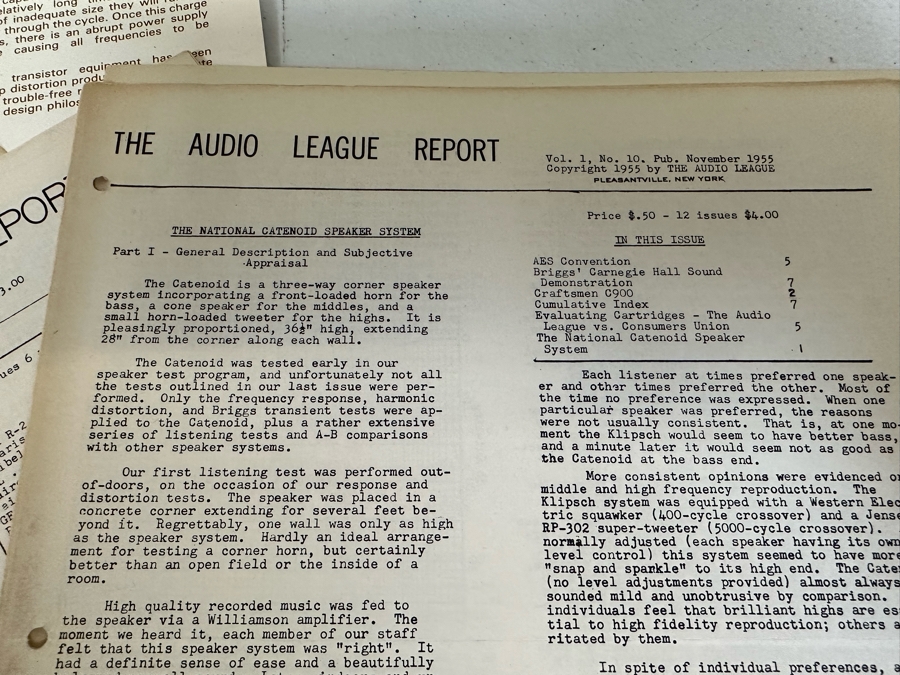 elatively long tim
of inadequate size they will fu
through the cycle. Once this charge
s, there is an abrupt power supply
causing all frequencies to be
transistor equipment has been
p distortion produ
trouble-free r
design philos
EPOR
3.00
ues 6
R-2
THE AUDIO LEAGUE REPORT
Vol. 1, No. 10. Pub. November 1955
Copyright 1955 by THE AUDIO LEAGUE
PLEASANTVILLE, NEW YORK
THE NATIONAL CATENOID SPEAKER SYSTEM
Part I - General Description and Subjective
Appraisal
The Catenoid is a three-way corner speaker
system incorporating a front-loaded horn for the
bass, a cone speaker for the middles, and a
small horn-loaded tweeter for the highs. It is
pleasingly proportioned, 36½" high, extending
28" from the corner along each wall.
The Catenoid was tested early in our
speaker test program, and unfortunately not all
the tests outlined in our last issue were per-
formed. Only the frequency response, harmonic
distortion, and Briggs transient tests were ap-
plied to the Catenoid, plus a rather extensive
series of listening tests and A-B comparisons
with other speaker systems.
Our first listening test was performed out-
of-doors, on the occasion of our response and
distortion tests. The speaker was placed in a
concrete corner extending for several feet be-
yond it. Regrettably, one wall was only as high
as the speaker system. Hardly an ideal arrange-
ment for testing a corner horn, but certainly
better than an open field or the inside of a
room.
High quality recorded music was fed to
the speaker via a Williamson amplifier. The
moment we heard it, each member of our staff
felt that this speaker system was "right". It
had a definite sense of ease and a beautifully
Price $.50 - 12 issues $4.00
IN THIS ISSUE
AES Convention 5
Briggs' Carnegie Hall Sound
Demonstration 7
Craftsmen C900 2
Cumulative Index 7
Evaluating Cartridges - The Audio
League vs. Consumers Union 5
The National Catenoid Speaker
System 1
Each listener at times preferred one speak-
er and other times preferred the other. Most of
the time no preference was expressed. When one
particular speaker was preferred, the reasons
were not usually consistent. That is, at one mo-
ment the Klipsch would seem to have better bass,
and a minute later it would seem not as good as
the Catenoid at the bass end.
More consistent opinions were evidenced o
middle and high frequency reproduction. The
Klipsch system was equipped with a Western Elec
tric squawker (400-cycle crossover) and a Jense
RP-302 super-tweeter (5000-cycle crossover).
normally adjusted (each speaker having its own
level control) this system seemed to have more
"snap and sparkle" to its high end. The Cate
(no level adjustments provided) almost always
sounded mild and unobtrusive by comparison.
individuals feel that brilliant highs are es
tial to high fidelity reproduction; others a
ritated by them.
In spite of individual preferences, a